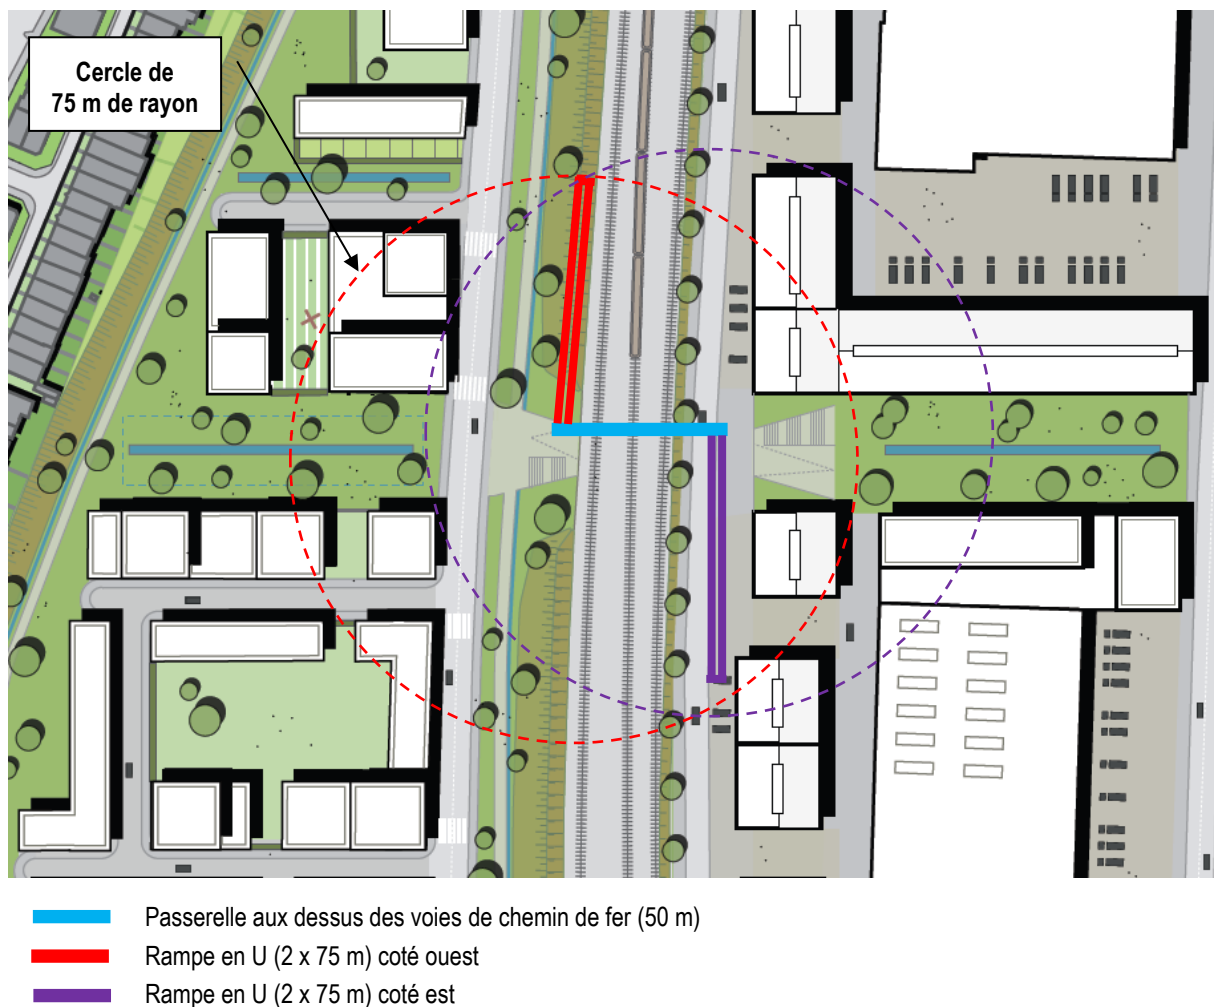 Cercle de
75 m de rayon
Passerelle aux dessus des voies de chemin de fer (50 m)
Rampe en U (2 x 75 m) coté ouest
Rampe en U (2 x 75 m) coté est